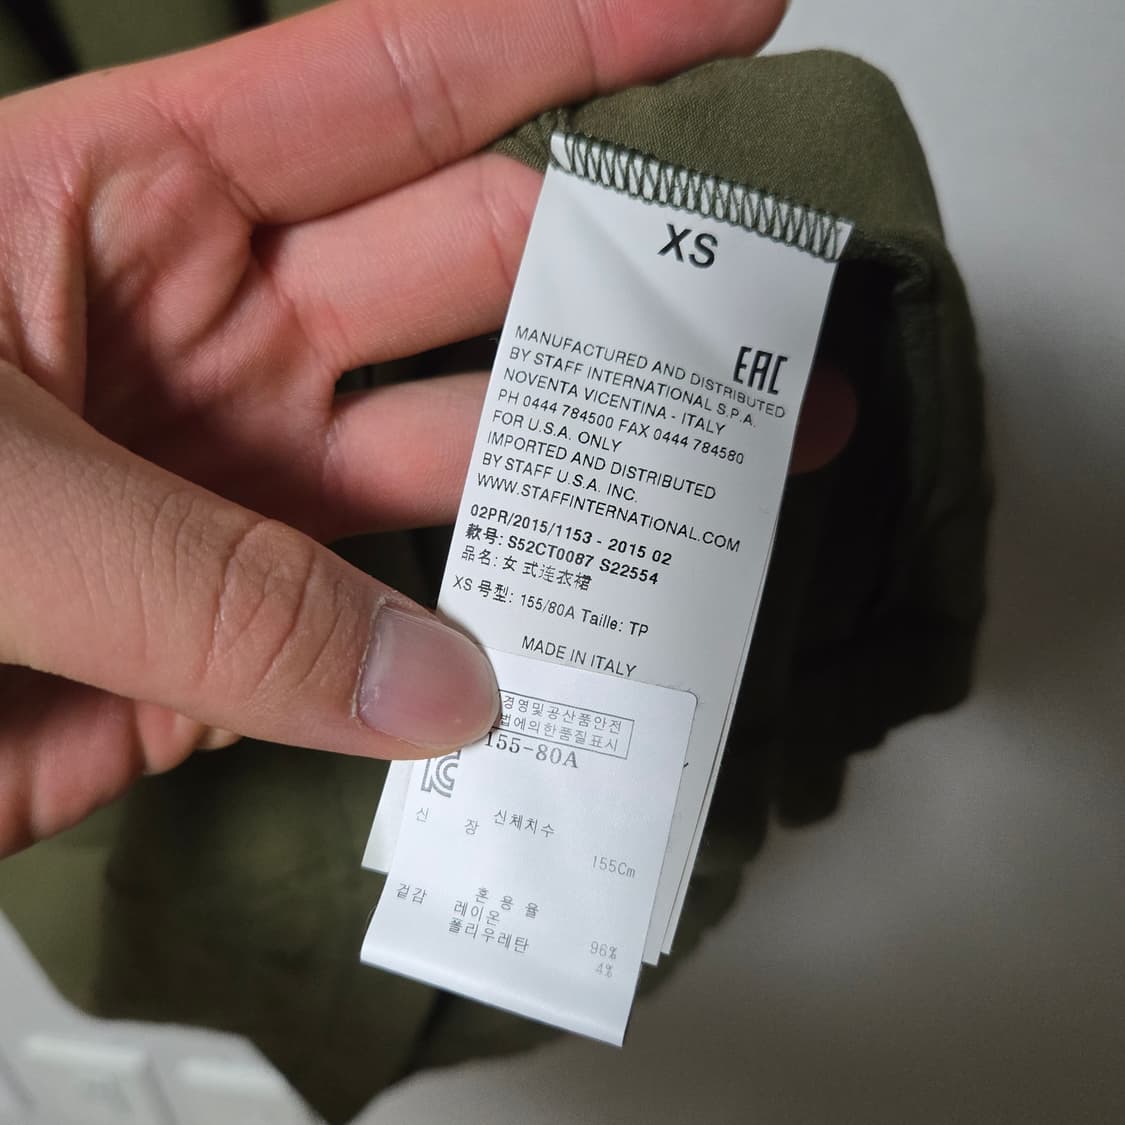 XS
EAC
MANUFACTURED AND DISTRIBUTED
BY STAFF INTERNATIONAL S.P.A.
NOVENTA VICENTINA - ITALY
PH 0444 784500 FAX 0444 784580
FOR U.S.A. ONLY
IMPORTED AND DISTRIBUTED
BY STAFF U.S.A. INC.
WWW.STAFFINTERNATIONAL.COM
02PR/2015/1153 - 2015 02
款号: S52CT0087 S22554
品名: 女式连衣裙
XS 号型: 155/80A Taille: TP
MADE IN ITALY
경영및공산품안전
법에의한품질표시
155-80A
신체치수
신 장 155Cm
혼용율
겉감 레이온 96%
폴리우레탄 4%